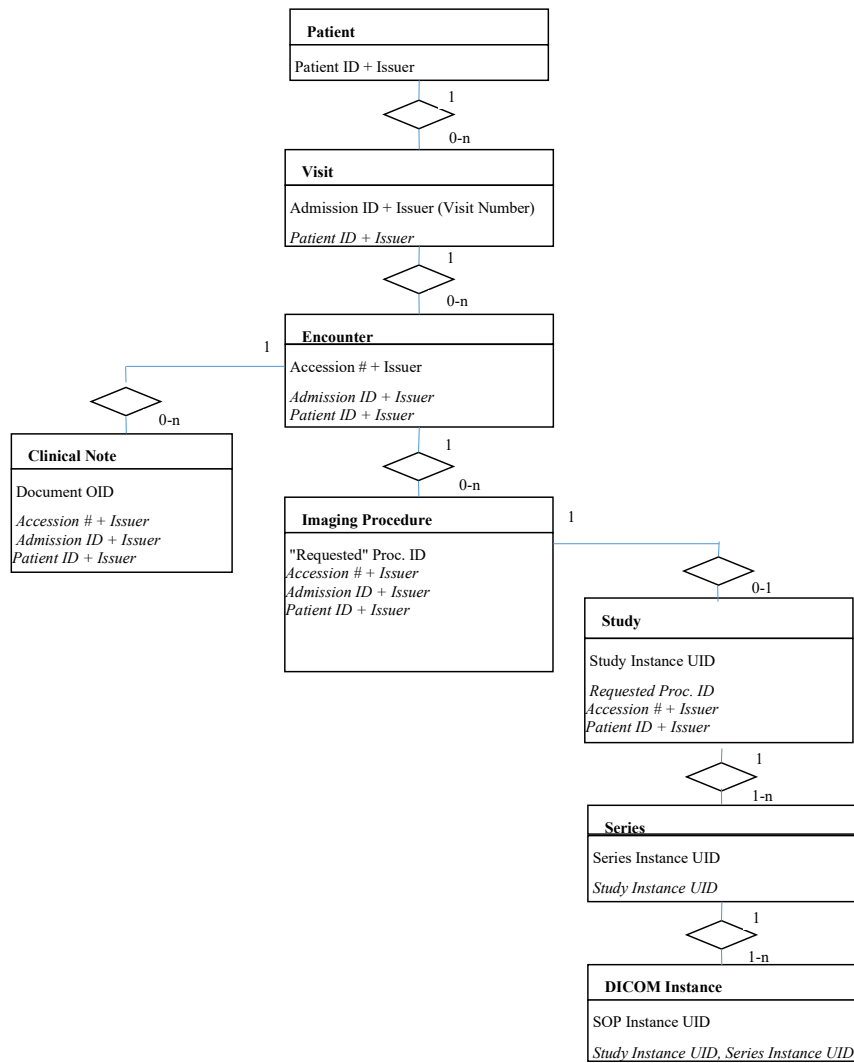 Patient
Patient ID + Issuer
1
0-n
Visit
Admission ID + Issuer (Visit Number)
Patient ID + Issuer
1
0-n
Encounter
Accession # + Issuer
Admission ID + Issuer
Patient ID + Issuer
1
0-n
Clinical Note
Document OID
Accession # + Issuer
Admission ID + Issuer
Patient ID + Issuer
1
0-n
Imaging Procedure
"Requested" Proc. ID
Accession # + Issuer
Admission ID + Issuer
Patient ID + Issuer
1
0-1
Study
Study Instance UID
Requested Proc. ID
Accession # + Issuer
Patient ID + Issuer
1
1-n
Series
Series Instance UID
Study Instance UID
1
1-n
DICOM Instance
SOP Instance UID
Study Instance UID, Series Instance UID